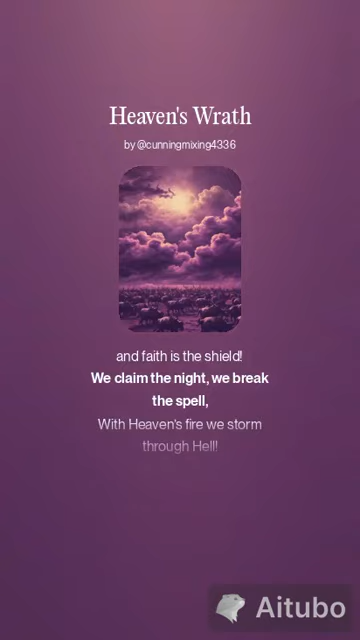 Heaven's Wrath
by @cunningmixing4336
and faith is the shield!
We claim the night, we break
the spell,
With Heaven's fire we storm
through Hell!
Aitubo